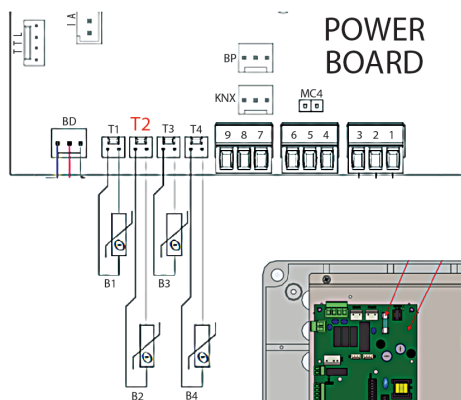 TTL
IA
POWER
BOARD
BP
KNX
MC4
BD
T1
T2
T3
T4
9 8 7
6 5 4
3 2 1
B1
B3
B2
B4